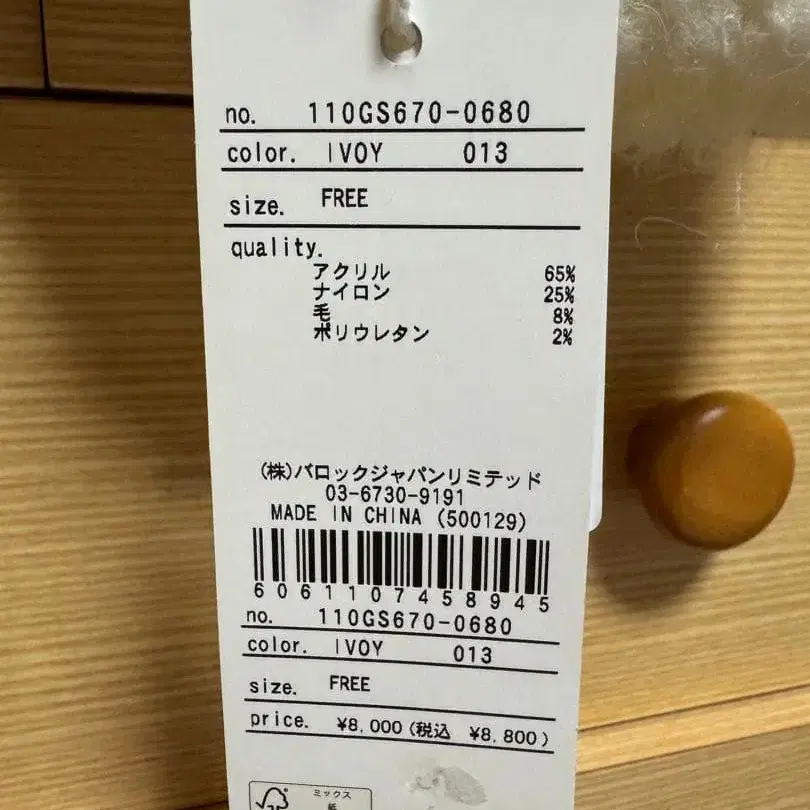 no. 110GS670-0680
color. IVOY 013
size. FREE
quality.
アクリル 65%
ナイロン 25%
毛 8%
ポリウレタン 2%
(株)バロックジャパンリミテッド
03-6730-9191
MADE IN CHINA (500129)
6061107458945
no. 110GS670-0680
color. IVOY 013
size. FREE
price. ¥8,000(税込 ¥8,800)
ミックス
紙